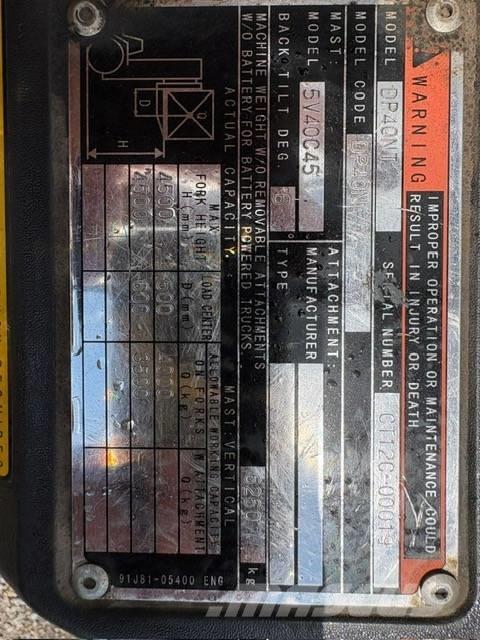 WARNING
IMPROPER OPERATION OR MAINTENANCE COULD
RESULT IN INJURY OR DEATH
MODEL DP40NT SERIAL NUMBER CT12C-00014
MODEL CODE
MAST:
MODEL 5V40C45
BACK TILT DEG. 6°
ATTACHMENT:
MANUFACTURER
TYPE
MACHINE WEIGHT W/O REMOVABLE ATTACHMENTS
W/O BATTERY FOR BATTERY POWERED TRUCKS
kg
ACTUAL CAPACITY. MAST: VERTICAL
MAX FORK HEIGHT H (mm)
LOAD CENTER D (mm)
ALLOWABLE WORKING CAPACITY
ON FORKS Q (kg)
W ATTACHMENT Q (kg)
4500 500 4000
4500 600 3500
D
Q
H
91J81-05400 ENG